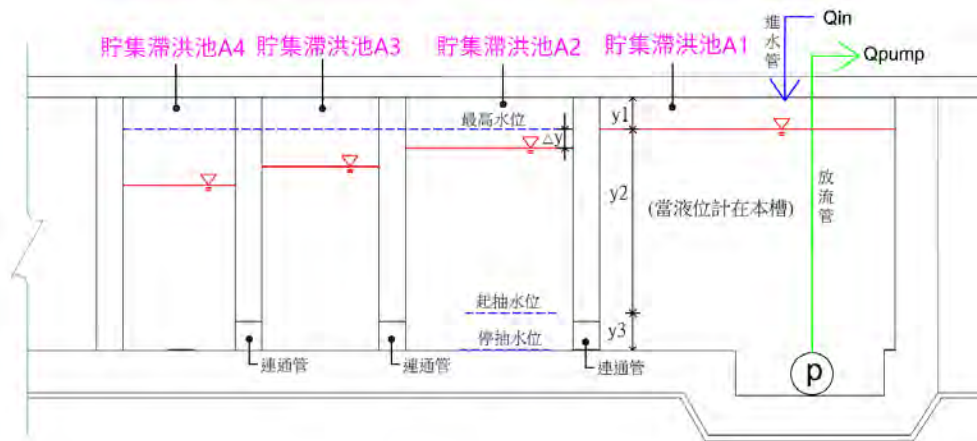 貯集滯洪池A4
貯集滯洪池A3
貯集滯洪池A2
貯集滯洪池A1
進水管
Qin
Qpump
最高水位
△y
y1
y2
(當液位計在本槽)
放流管
起抽水位
y3
停抽水位
連通管
連通管
連通管
p